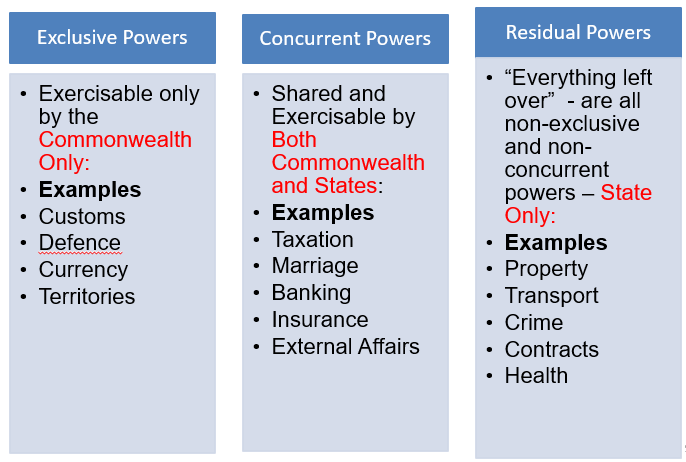 Exclusive Powers
• Exercisable only
by the
Commonwealth
Only:
• Examples
• Customs
• Defence
• Currency
• Territories
Concurrent Powers
• Shared and
Exercisable by
Both
Commonwealth
and States:
• Examples
• Taxation
• Marriage
• Banking
• Insurance
• External Affairs
Residual Powers
• “Everything left
over” - are all
non-exclusive
and non-
concurrent
powers – State
Only:
• Examples
• Property
• Transport
• Crime
• Contracts
• Health